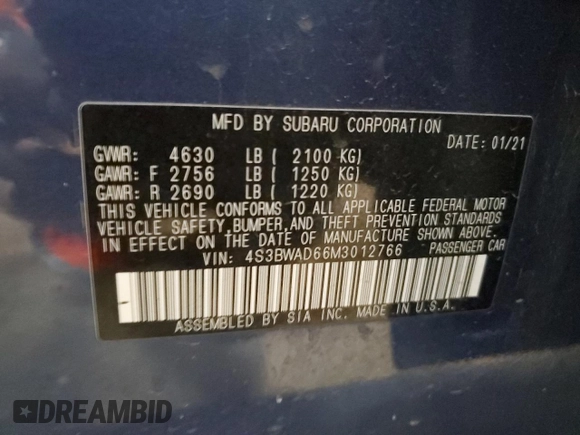 MFD BY SUBARU CORPORATION
DATE: 01/21
GVWR: 4630 LB ( 2100 KG)
GAWR: F 2756 LB ( 1250 KG)
GAWR: R 2690 LB ( 1220 KG)
THIS VEHICLE CONFORMS TO ALL APPLICABLE FEDERAL MOTOR
VEHICLE SAFETY, BUMPER, AND THEFT PREVENTION STANDARDS
IN EFFECT ON THE DATE OF MANUFACTURE SHOWN ABOVE.
VIN: 4S3BWAD66M3012766 PASSENGER CAR
ASSEMBLED BY SIA INC. MADE IN U.S.A.
DREAMBID